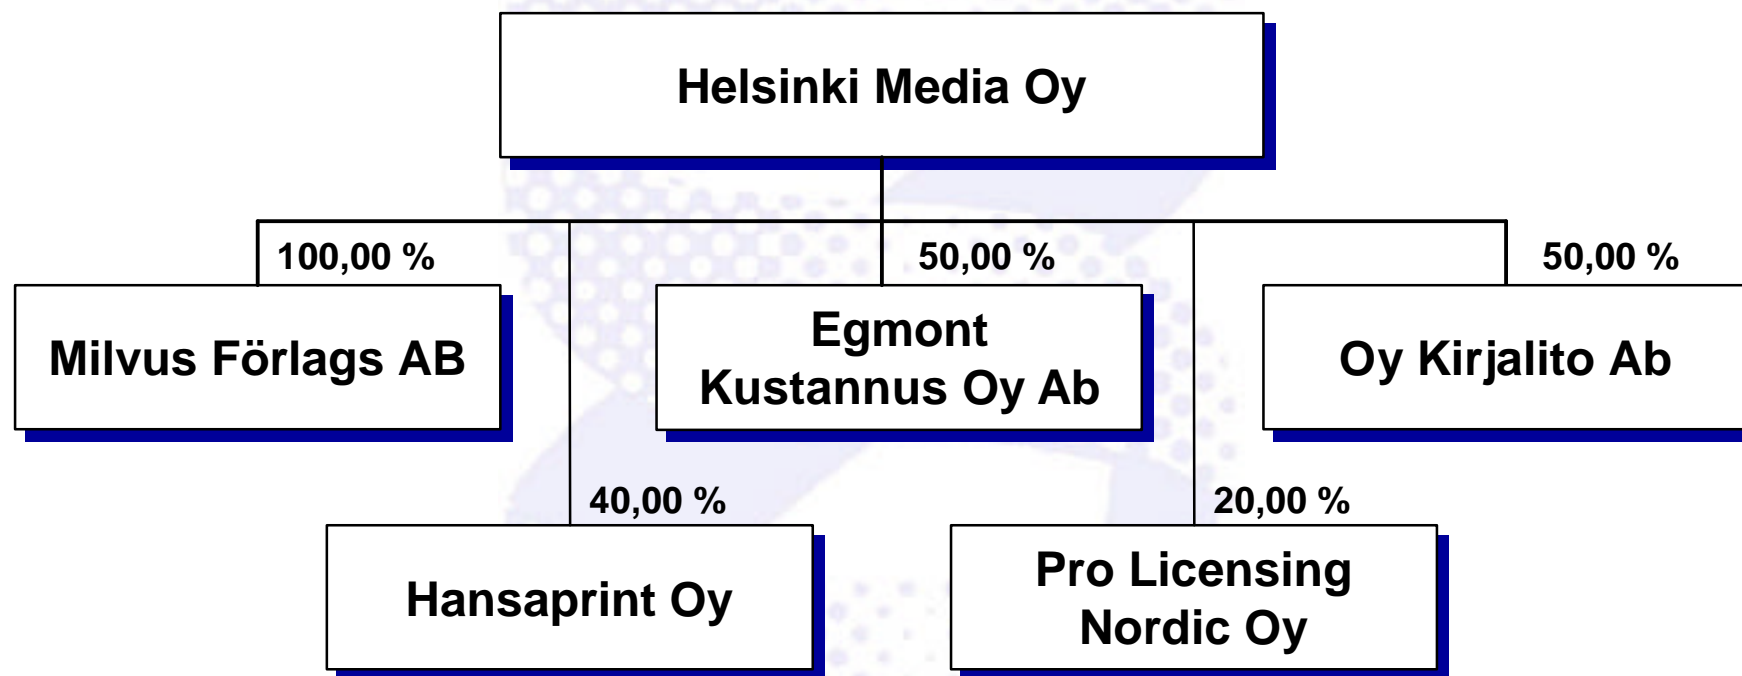 Helsinki Media Oy
100,00 %
50,00 %
50,00 %
Milvus Förlags AB
Egmont
Kustannus Oy Ab
Oy Kirjalito Ab
40,00 %
20,00 %
Hansaprint Oy
Pro Licensing
Nordic Oy